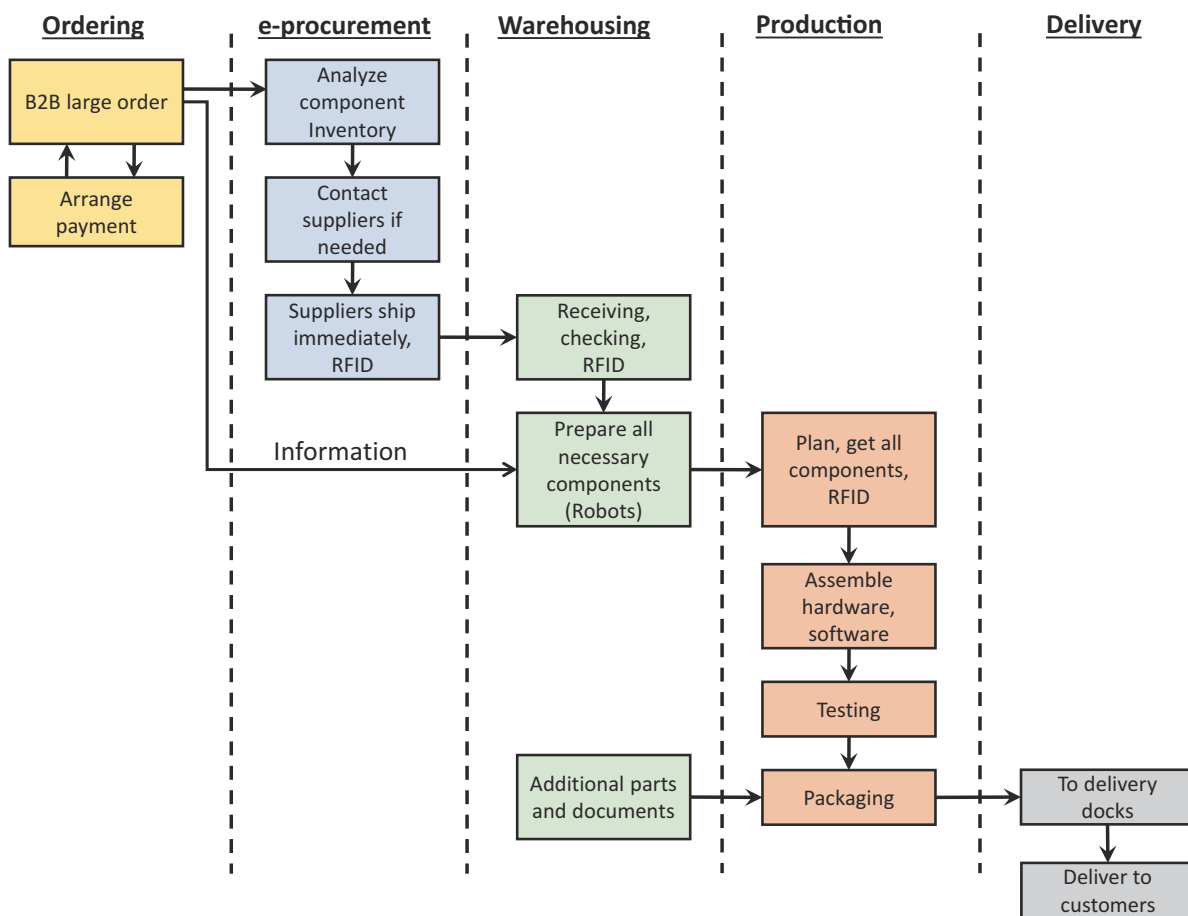 Ordering
e-procurement
Warehousing
Production
Delivery
B2B large order
Arrange
payment
Analyze
component
Inventory
Contact
suppliers if
needed
Suppliers ship
immediately,
RFID
Information
Receiving,
checking,
RFID
Prepare all
necessary
components
(Robots)
Additional parts
and documents
Plan, get all
components,
RFID
Assemble
hardware,
software
Testing
Packaging
To delivery
docks
Deliver to
customers